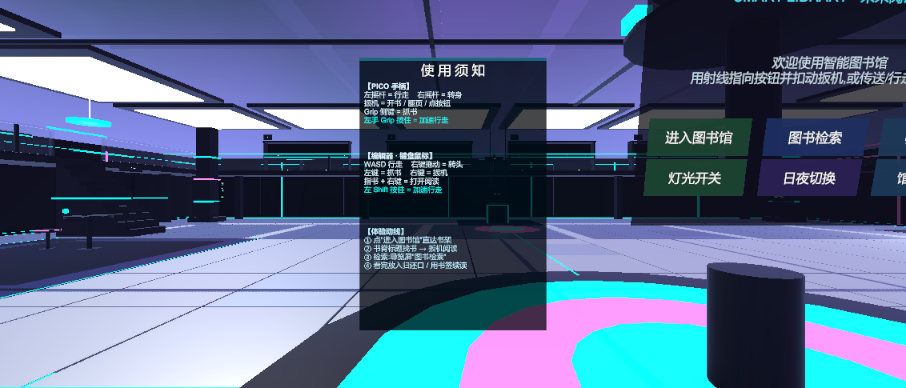 使用须知
【PICO 手柄】
左摇杆 = 行走 右摇杆 = 转身
扳机 = 开书 / 翻页 / 点按钮
Grip 侧键 = 抓书
左手 Grip 按住 = 加速行走
【编辑器 · 键盘鼠标】
WASD 行走 右键拖动 = 转头
左键 = 抓书 右键 = 扳机
抓书 + 右键 = 打开阅读
左 Shift 按住 = 加速行走
【体验动线】
① 点"进入图书馆"直达书架
② 书脊标题找书 → 扳机阅读
③ 检索:导览屏"图书检索"
④ 看完放入归还口 / 用书签续读
SMART LIBRARY
欢迎使用智能图书馆
用射线指向按钮并扣动扳机,或传送/行走
进入图书馆
图书检索
灯光开关
日夜切换
馆